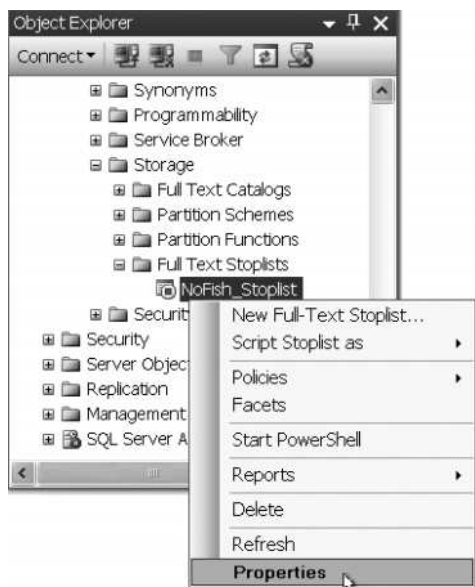 Object Explorer
Connect
Synonyms
Programmability
Service Broker
Storage
Full Text Catalogs
Partition Schemes
Partition Functions
Full Text Stoplists
NoFish_Stoplist
Securit
Security
Server Objec
Replication
Management
SQL Server A
New Full-Text Stoplist...
Script Stoplist as
Policies
Facets
Start PowerShell
Reports
Delete
Refresh
Properties